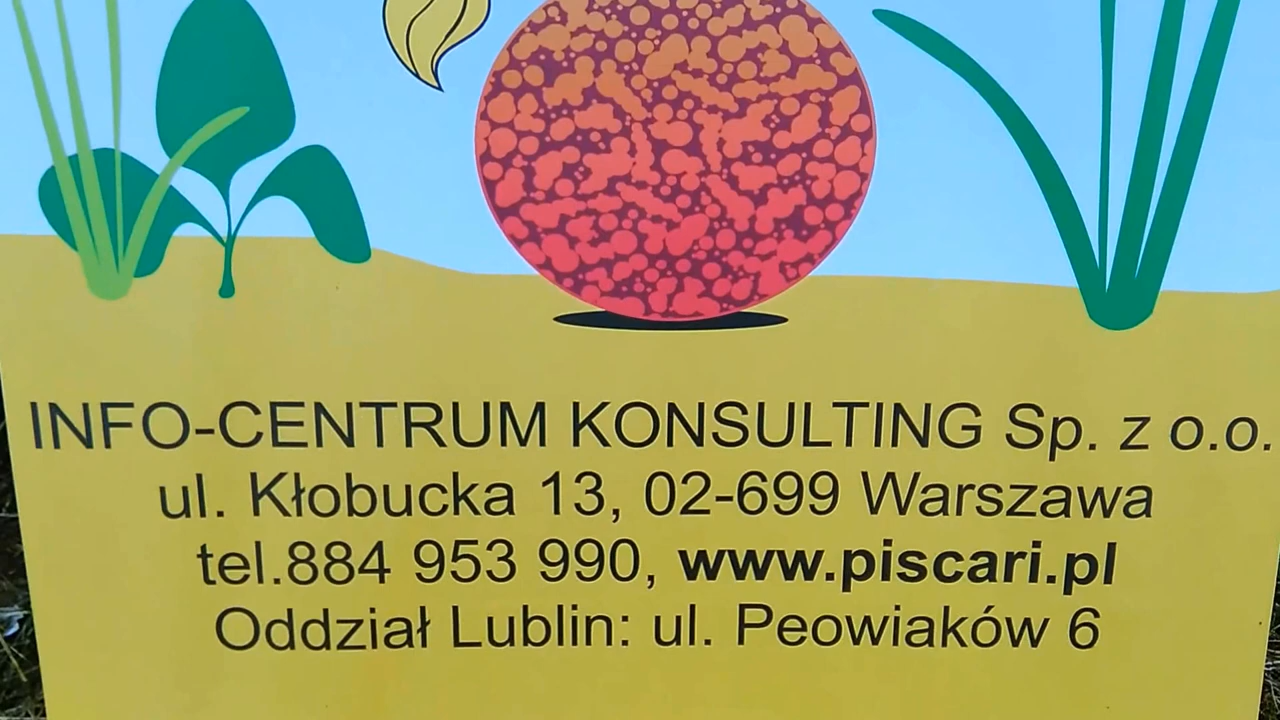 INFO-CENTRUM KONSULTING Sp. z o.o.
ul. Kłobucka 13, 02-699 Warszawa
tel.884 953 990, www.piscari.pl
Oddział Lublin: ul. Peowiaków 6